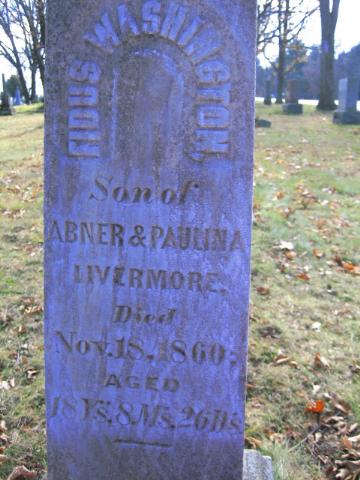 FIDUS WASHINGTON,
Son of
ABNER & PAULINA
LIVERMORE.
Died
Nov. 18, 1860;
AGED
18 Ys. 8 Ms. 26 Ds.